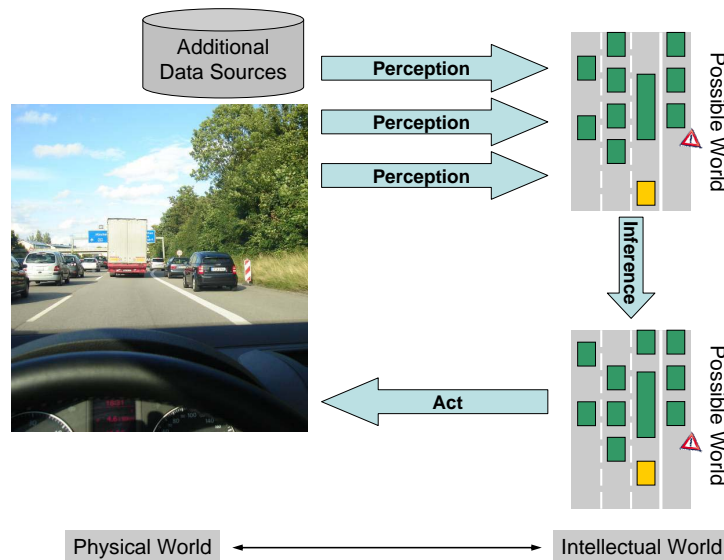 Additional
Data Sources
Perception
Perception
Perception
Possible World
Inference
Possible World
Act
Physical World
Intellectual World